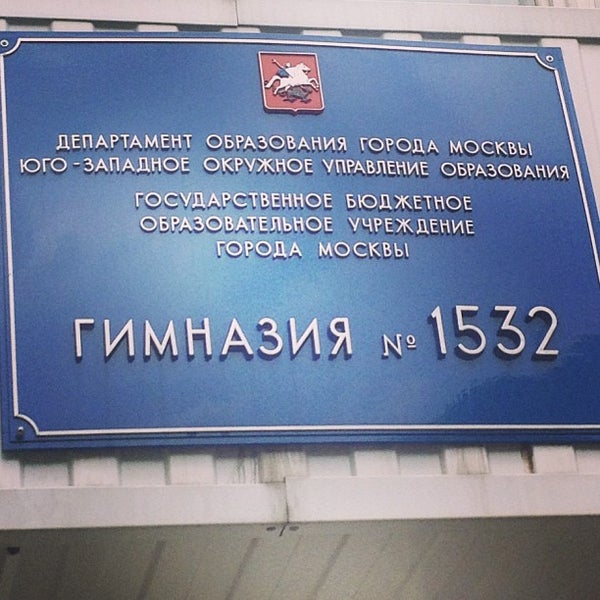 ДЕПАРТАМЕНТ ОБРАЗОВАНИЯ ГОРОДА МОСКВЫ
ЮГО-ЗАПАДНОЕ ОКРУЖНОЕ УПРАВЛЕНИЕ ОБРАЗОВАНИЯ
ГОСУДАРСТВЕННОЕ БЮДЖЕТНОЕ
ОБРАЗОВАТЕЛЬНОЕ УЧРЕЖДЕНИЕ
ГОРОДА МОСКВЫ
ГИМНАЗИЯ № 1532